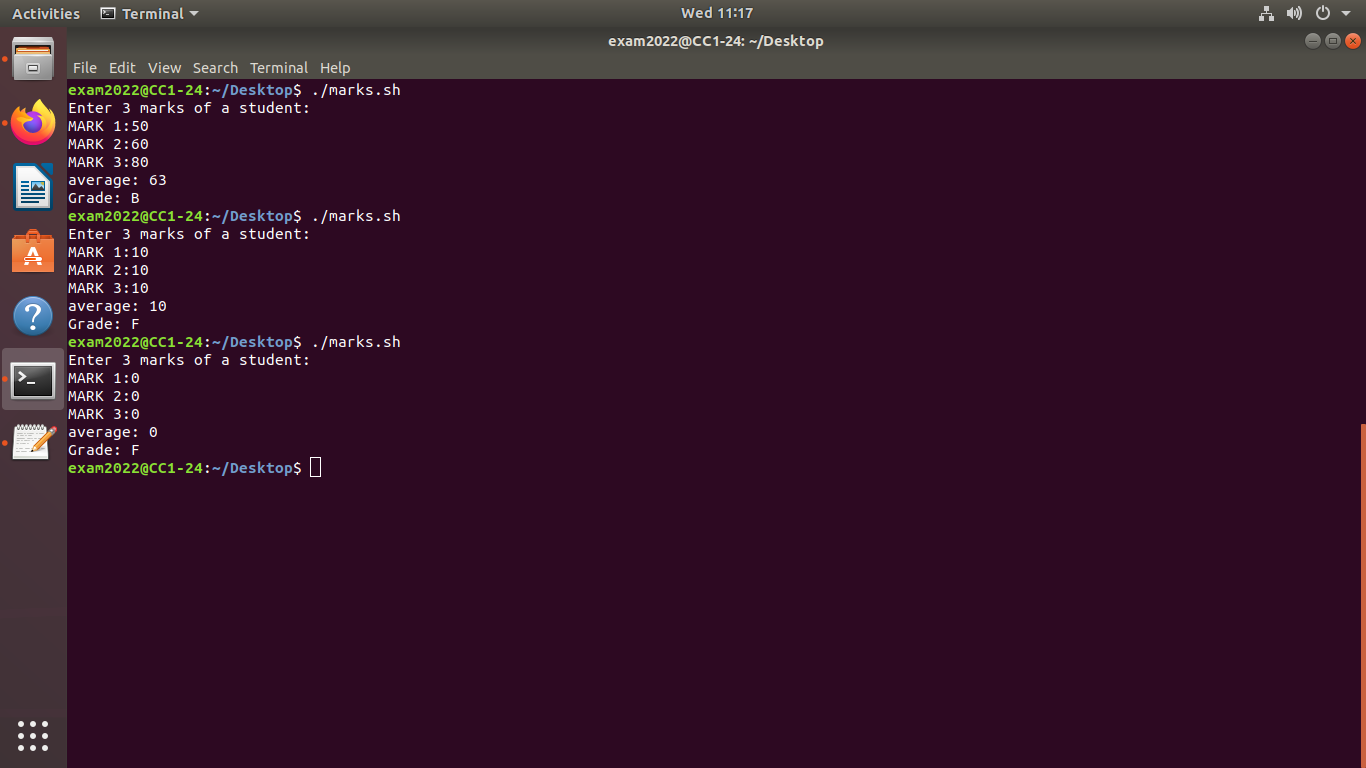 Activities Terminal Wed 11:17
exam2022@CC1-24: ~/Desktop
File Edit View Search Terminal Help
exam2022@CC1-24:~/Desktop$ ./marks.sh
Enter 3 marks of a student:
MARK 1:50
MARK 2:60
MARK 3:80
average: 63
Grade: B
exam2022@CC1-24:~/Desktop$ ./marks.sh
Enter 3 marks of a student:
MARK 1:10
MARK 2:10
MARK 3:10
average: 10
Grade: F
exam2022@CC1-24:~/Desktop$ ./marks.sh
Enter 3 marks of a student:
MARK 1:0
MARK 2:0
MARK 3:0
average: 0
Grade: F
exam2022@CC1-24:~/Desktop$